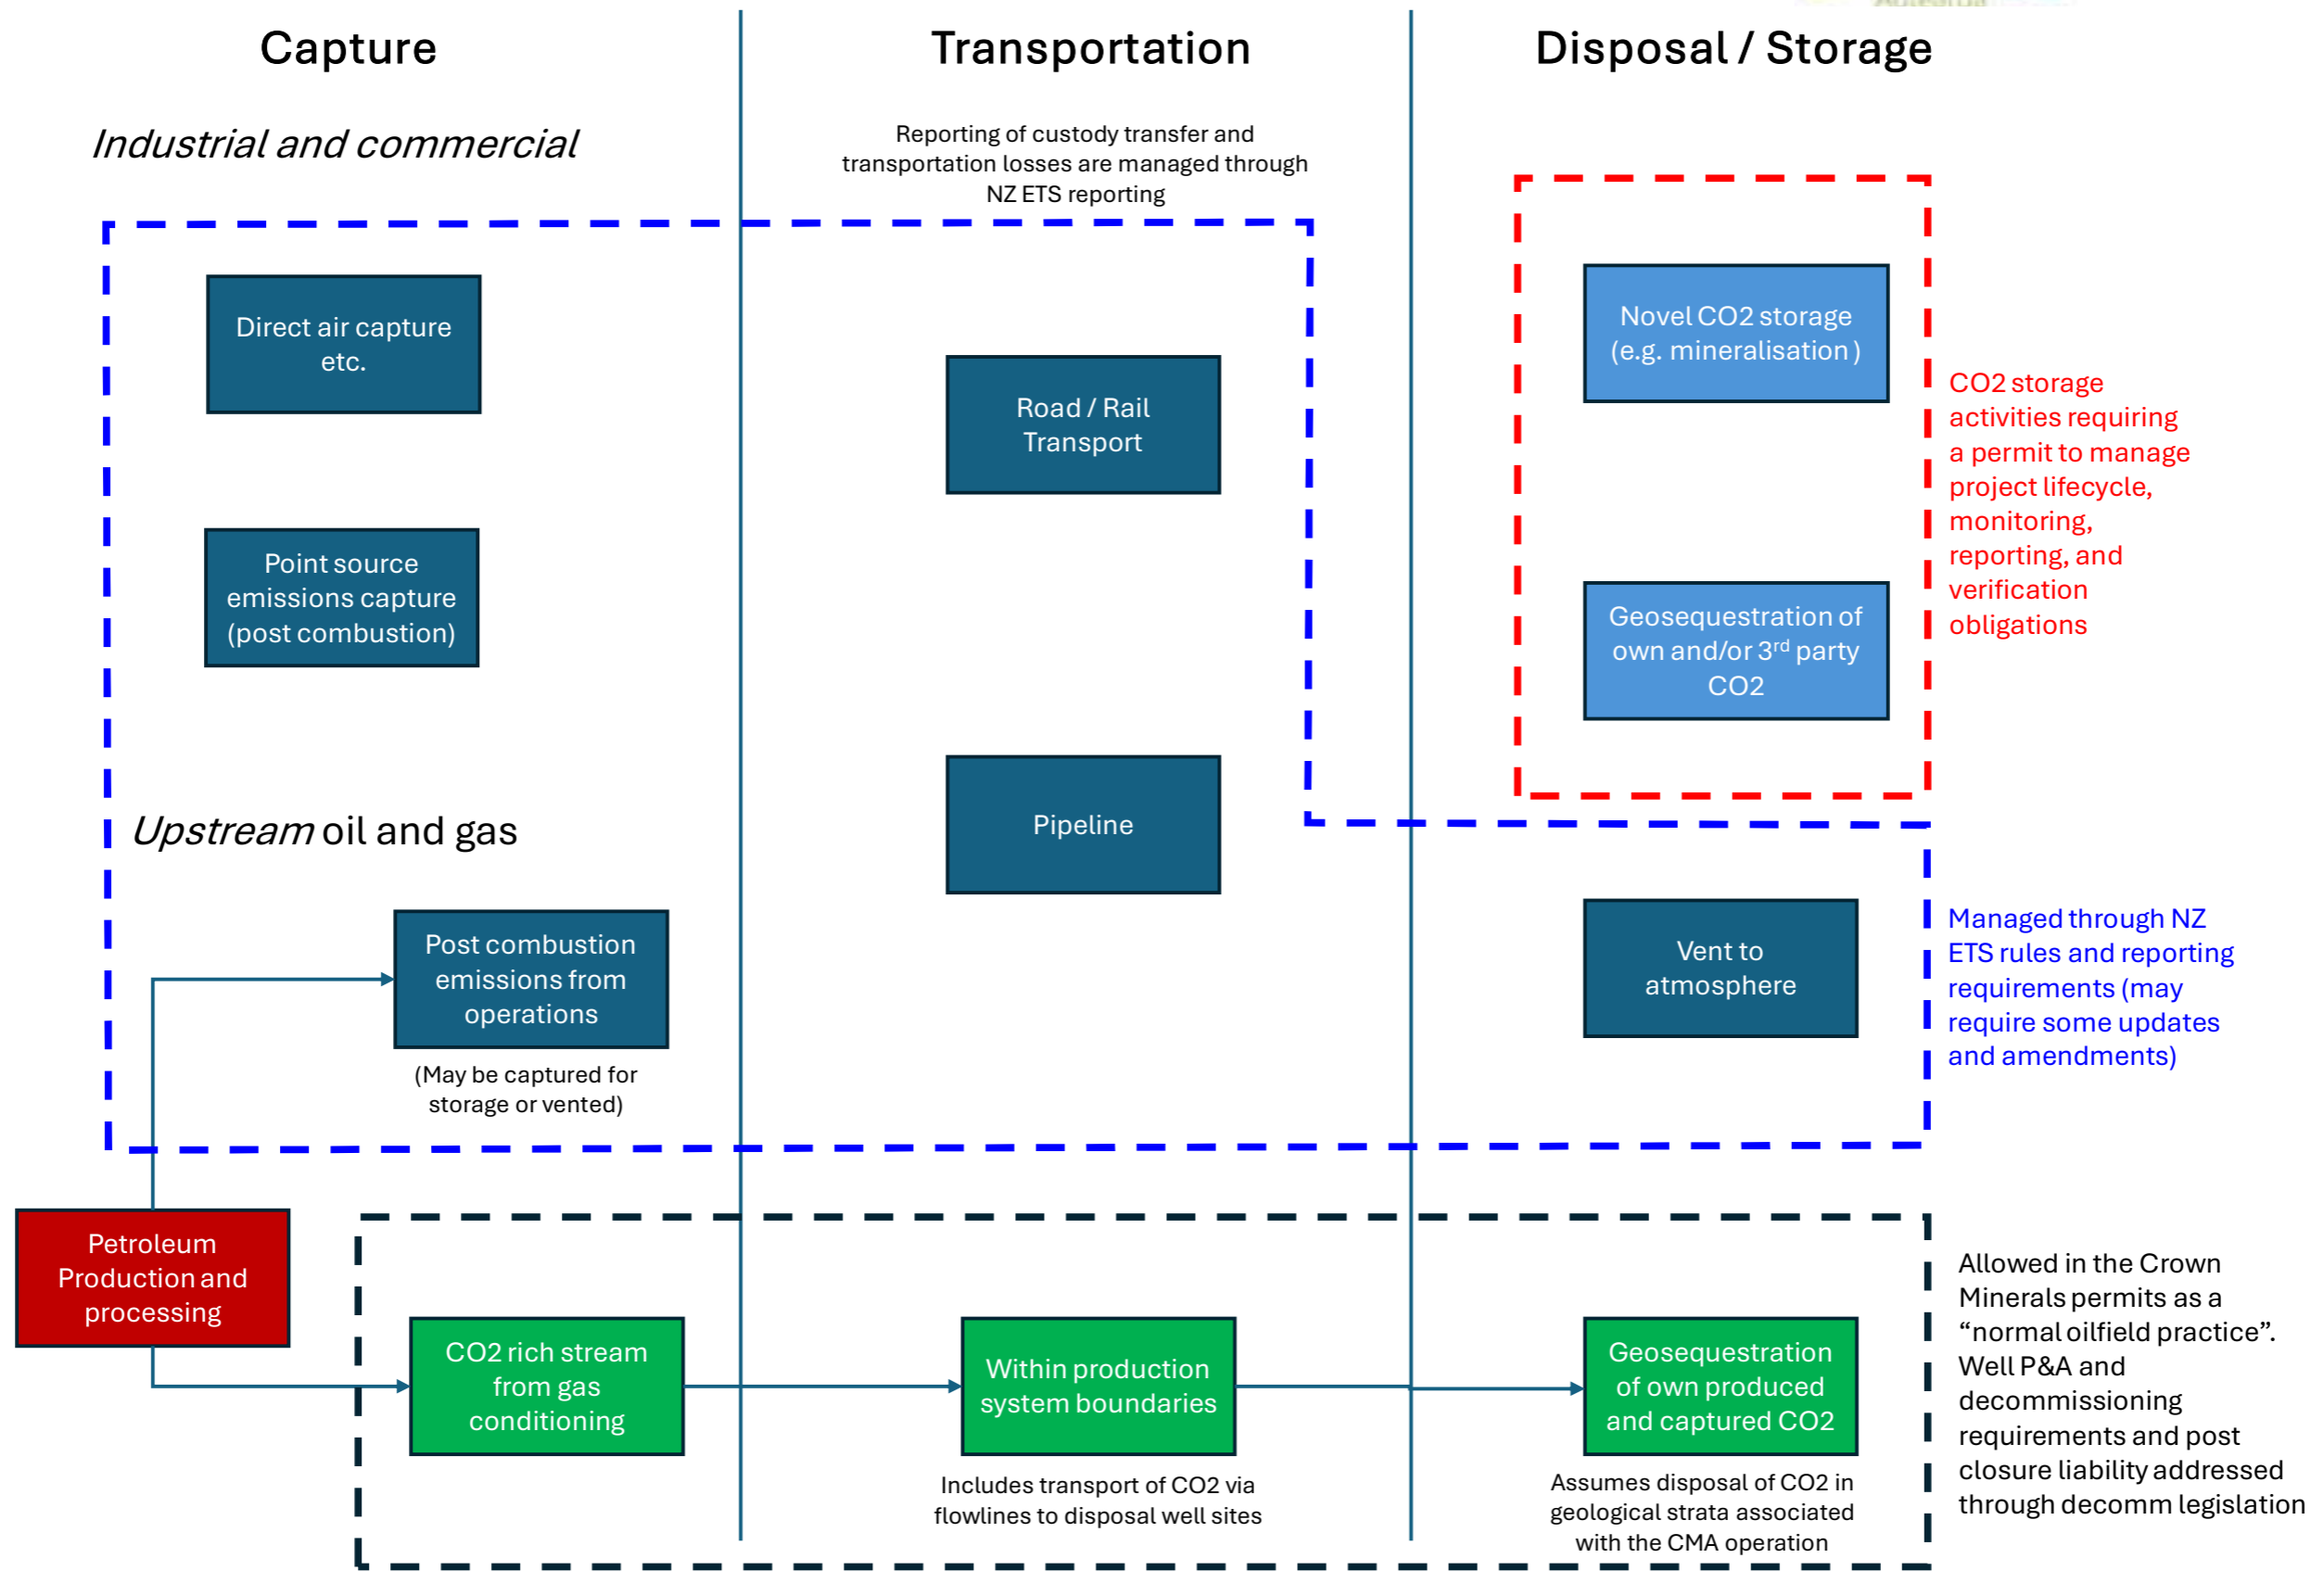 Aotearoa
Capture
Transportation
Disposal / Storage
Industrial and commercial
Reporting of custody transfer and
transportation losses are managed through
NZ ETS reporting
Direct air capture
etc.
Road / Rail
Transport
Novel CO2 storage
(e.g. mineralisation )
CO2 storage
activities requiring
a permit to manage
project lifecycle,
monitoring,
reporting, and
verification
obligations
Point source
emissions capture
(post combustion)
Geosequestration of
own and/or 3rd party
CO2
Upstream oil and gas
Pipeline
Post combustion
emissions from
operations
(May be captured for
storage or vented)
Vent to
atmosphere
Managed through NZ
ETS rules and reporting
requirements (may
require some updates
and amendments)
Petroleum
Production and
processing
CO2 rich stream
from gas
conditioning
Within production
system boundaries
Includes transport of CO2 via
flowlines to disposal well sites
Geosequestration
of own produced
and captured CO2
Assumes disposal of CO2 in
geological strata associated
with the CMA operation
Allowed in the Crown
Minerals permits as a
“normal oilfield practice”.
Well P&A and
decommissioning
requirements and post
closure liability addressed
through decomm legislation